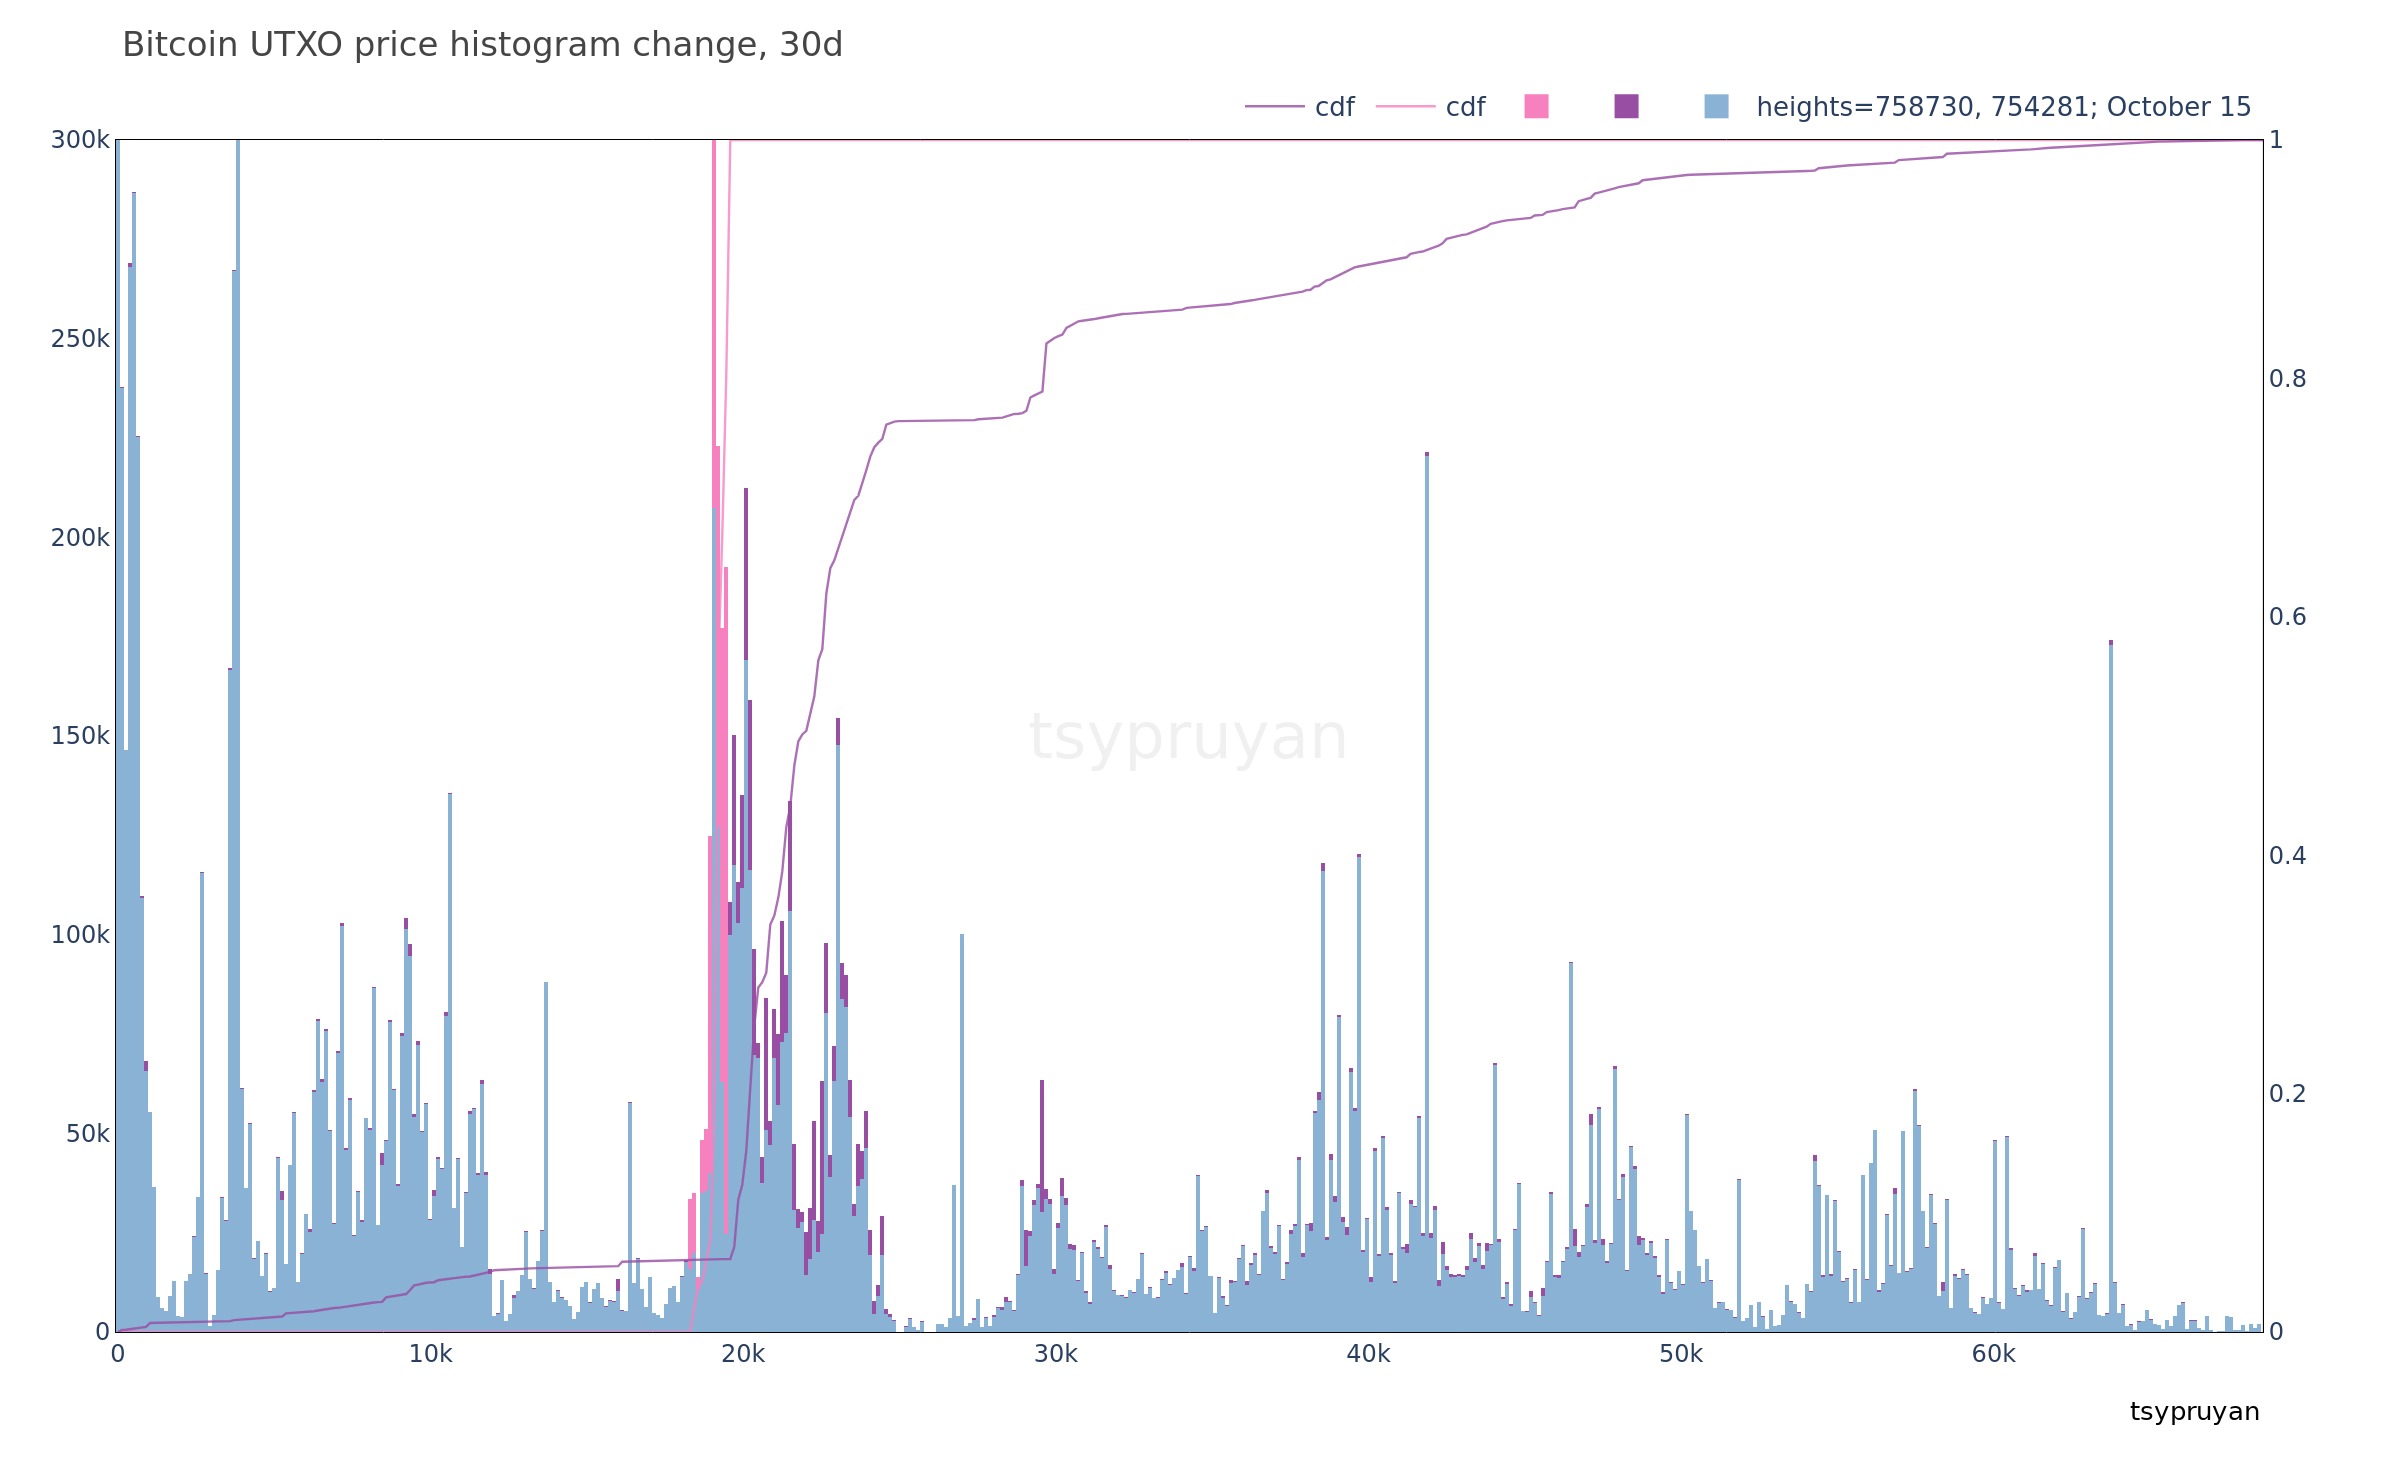 Bitcoin UTXO price histogram change, 30d
cdf cdf heights=758730, 754281; October 15
300k
250k
200k
150k
100k
50k
0
1
0.8
0.6
0.4
0.2
0
tsypruyan
0 10k 20k 30k 40k 50k 60k
tsypruyan